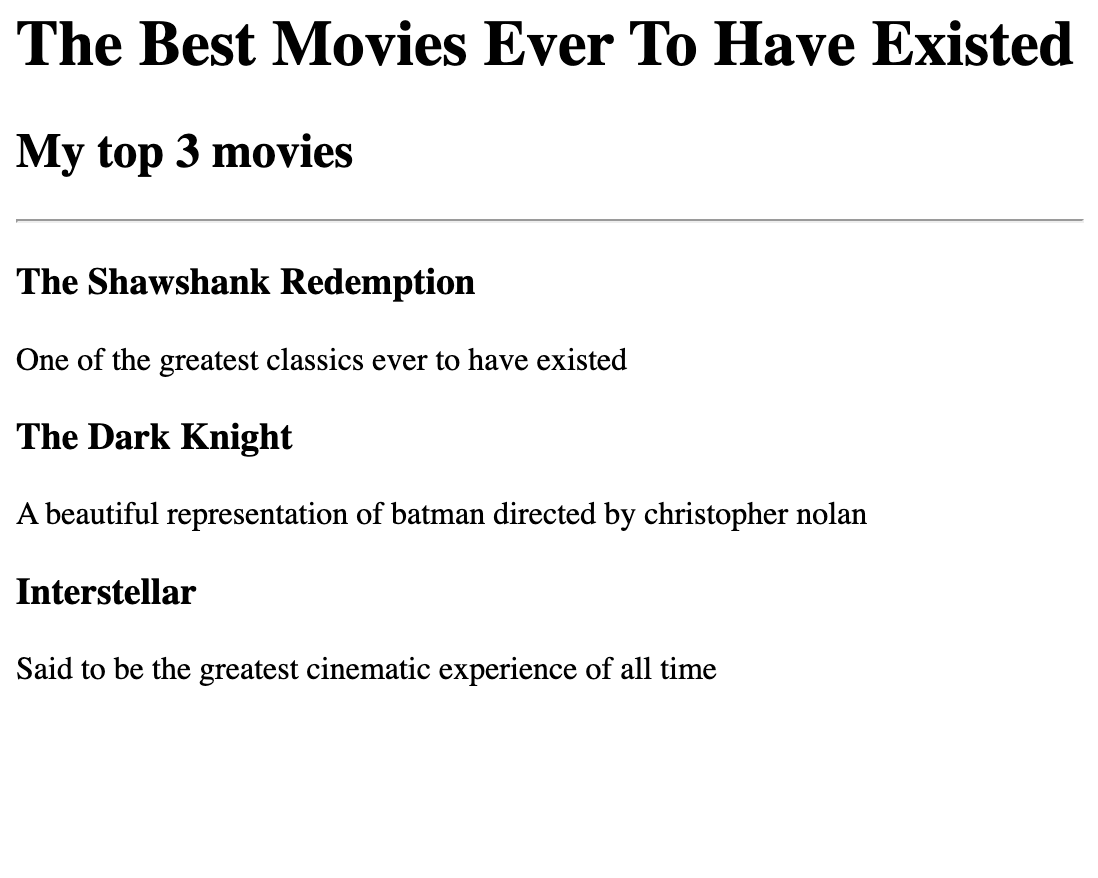 The Best Movies Ever To Have Existed
My top 3 movies
The Shawshank Redemption
One of the greatest classics ever to have existed
The Dark Knight
A beautiful representation of batman directed by christopher nolan
Interstellar
Said to be the greatest cinematic experience of all time